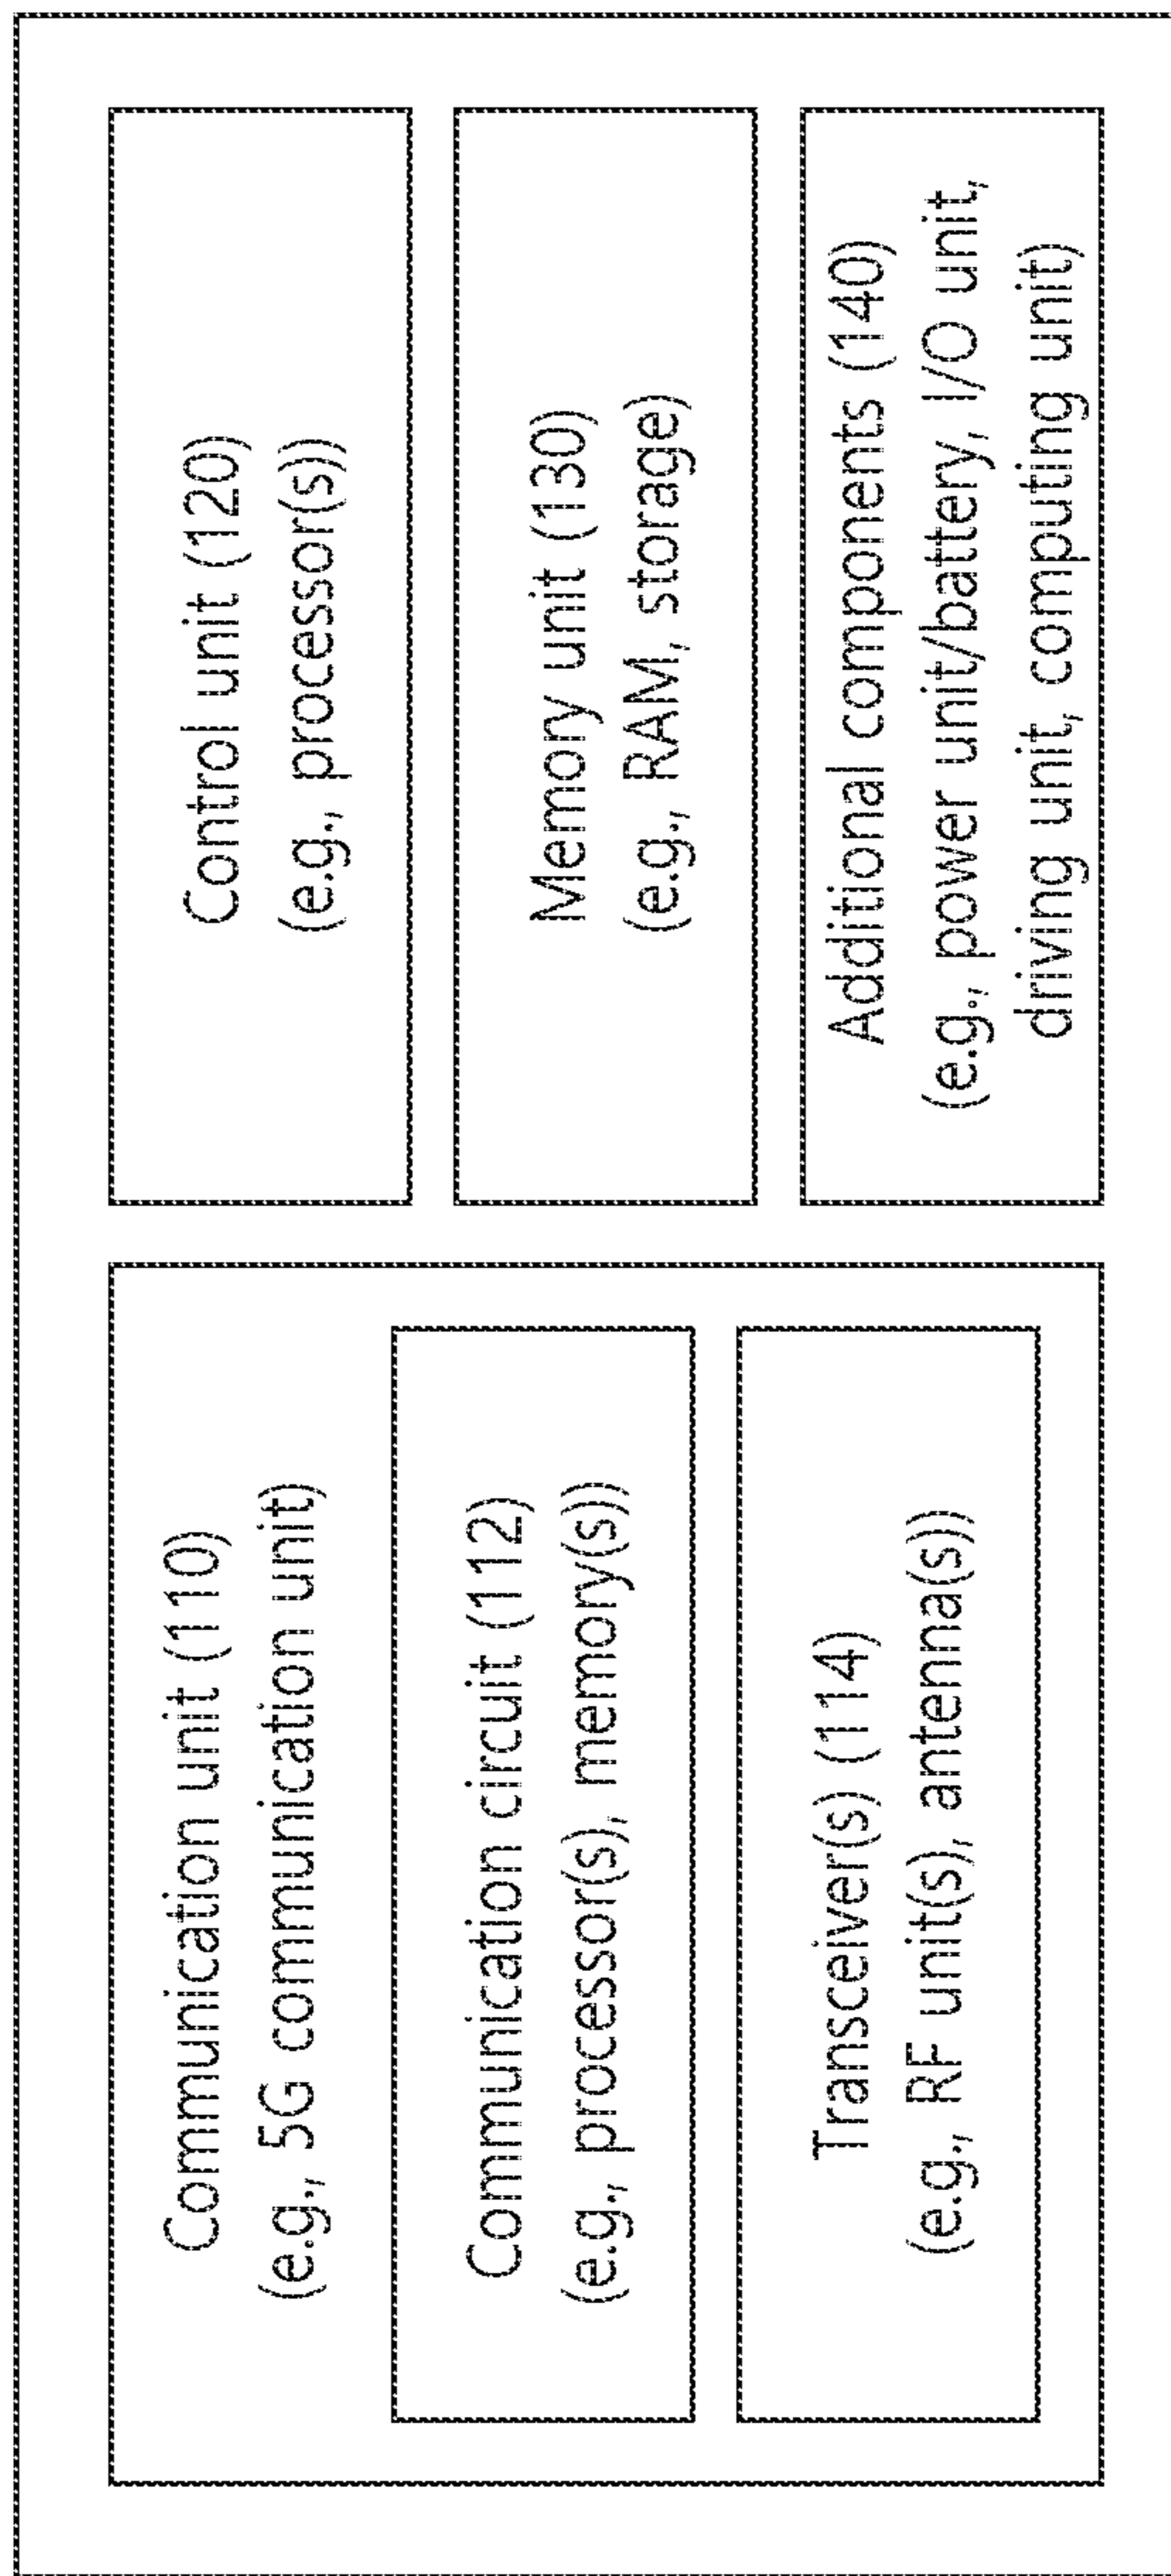 Communication unit (110)
(e.g., 5G communication unit)
Communication circuit (112)
(e.g., processor(s), memory(s))
Transceiver(s) (114)
(e.g., RF unit(s), antenna(s))
Control unit (120)
(e.g., processor(s))
Memory unit (130)
(e.g., RAM, storage)
Additional components (140)
(e.g., power unit/battery, I/O unit,
driving unit, computing unit)